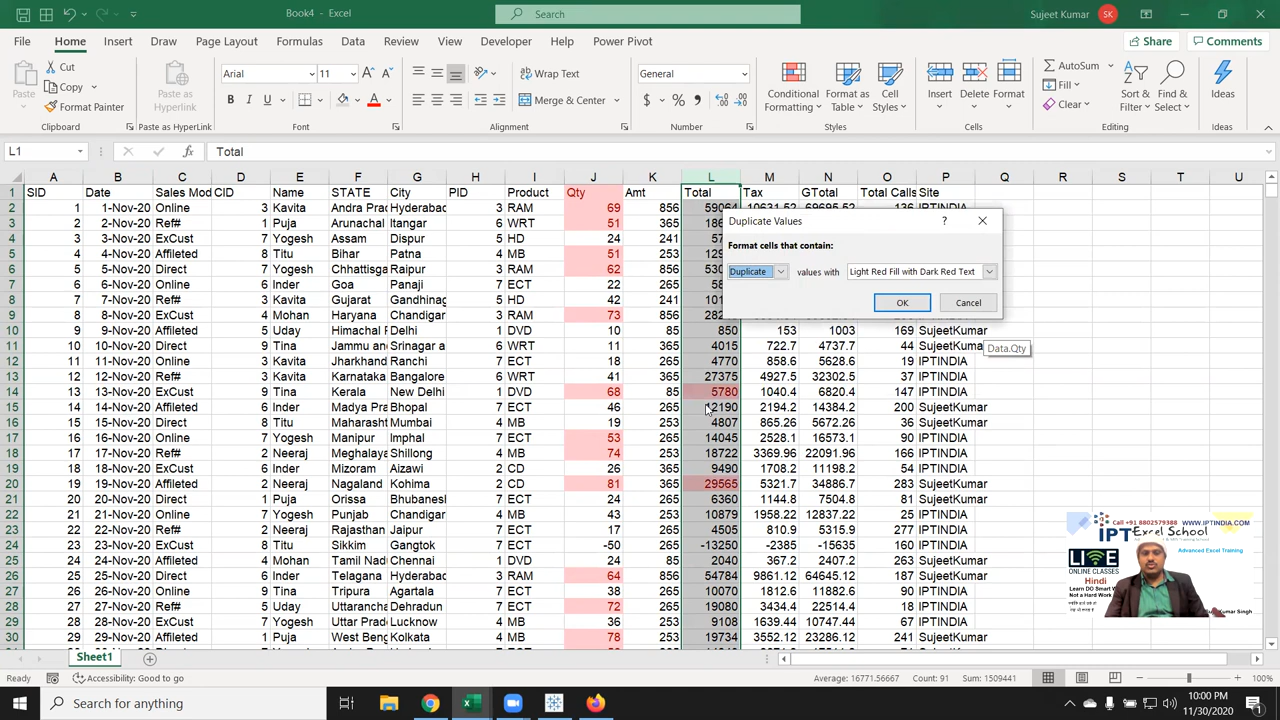 Book4 - Excel
Search
Sujeet Kumar
SK
File Home Insert Draw Page Layout Formulas Data Review View Developer Help Power Pivot
Share Comments
Paste
Cut
Copy
Format Painter
Paste as Hyperlink
Arial 11
B I U
Wrap Text
Merge & Center
General
$ %
Conditional Formatting
Format as Table
Cell Styles
Insert Delete Format
AutoSum
Fill
Clear
Sort & Filter
Find & Select
Ideas
Clipboard Paste as HyperLink Font Alignment Number Styles Cells Editing Ideas
L1 fx Total
A B C D E F G H I J K L M N O P Q R S T U
1 SID Date Sales Mod CID Name STATE City PID Product Qty Amt Total Tax GTotal Total Calls Site
2 1 1-Nov-20 Online 3 Kavita Andra Prad Hyderabad 3 RAM 69 856 59064 10631.52 69695.52 136
3 2 2-Nov-20 Ref# 1 Puja Arunachal Itangar 6 WRT 51 365
4 3 3-Nov-20 ExCust 7 Yogesh Assam Dispur 5 HD 24 241
5 4 4-Nov-20 Affileted 8 Titu Bihar Patna 4 MB 51 253
6 5 5-Nov-20 Direct 7 Yogesh Chhattisga Raipur 3 RAM 62 856
7 6 6-Nov-20 Online 6 Inder Goa Panaji 7 ECT 22 265
8 7 7-Nov-20 Ref# 2 Kavita Gujarat Gandhinag 5 HD 42 241
9 8 8-Nov-20 ExCust 4 Mohan Haryana Chandigar 3 RAM 73 856
10 9 9-Nov-20 Affileted 5 Uday Himachal P Delhi 1 DVD 10 85 850 153 1003 169 SujeetKumar
11 10 10-Nov-20 Direct 9 Tina Jammu and Srinagar a 6 WRT 11 365 4015 722.7 4737.7 44 SujeetKumar
12 11 11-Nov-20 Online 2 Kavita Jharkhand Ranchi 7 ECT 18 265 4770 858.6 5628.6 19 IPTINDIA
13 12 12-Nov-20 Ref# 4 Kavita Karnataka Bangalore 6 WRT 41 365 27375 4927.5 32302.5 37 IPTINDIA
14 13 13-Nov-20 ExCust 9 Tina Kerala New Delhi 1 DVD 68 85 5780 1040.4 6820.4 147 IPTINDIA
15 14 14-Nov-20 Affileted 6 Inder Madya Pra Bhopal 7 ECT 46 265 12190 2194.2 14384.2 200 SujeetKumar
16 15 15-Nov-20 Direct 8 Titu Maharasht Mumbai 4 MB 19 253 4807 865.26 5672.26 36 SujeetKumar
17 16 16-Nov-20 Online 7 Yogesh Manipur Imphal 7 ECT 53 265 14045 2528.1 16573.1 90 IPTINDIA
18 17 17-Nov-20 Ref# 2 Neeraj Meghalaya Shillong 4 MB 74 253 18722 3369.96 22091.96 166 IPTINDIA
19 18 18-Nov-20 ExCust 6 Inder Mizoram Aizawi 2 CD 26 365 9490 1708.2 11198.2 54 IPTINDIA
20 19 19-Nov-20 Affileted 2 Neeraj Nagaland Kohima 2 CD 81 365 29565 5321.7 34886.7 283 SujeetKumar
21 20 20-Nov-20 Direct 1 Puja Orissa Bhubanesh 7 ECT 24 265 6360 1144.8 7504.8 81 SujeetKumar
22 21 21-Nov-20 Online 7 Yogesh Punjab Chandigar 4 MB 43 253 10879 1958.22 12837.22 25 IPTINDIA
23 22 22-Nov-20 Ref# 2 Neeraj Rajasthan Jaipur 7 ECT 17 265 4505 810.9 5315.9 277 IPTINDIA
24 23 23-Nov-20 ExCust 8 Titu Sikkim Gangtok 7 ECT -50 265 -13250 -2385 -15635 160 IPTINDIA
25 24 24-Nov-20 Affileted 4 Mohan Tamil Nadu Chennai 1 DVD 24 85 2040 367.2 2407.2 263 SujeetKumar
26 25 25-Nov-20 Direct 6 Inder Telagana Hyderabad 3 RAM 64 856 54784 9861.12 64645.12 187 SujeetKumar
27 26 26-Nov-20 Online 9 Tina Tripura Agartala 7 ECT 38 265 10070 1812.6 11882.6 90 IPTINDIA
28 27 27-Nov-20 Ref# 5 Uday Uttaranch Dehradun 7 ECT 72 265 19080 3434.4 22514.4 18 IPTINDIA
29 28 28-Nov-20 ExCust 3 Yogesh Uttar Prad Lucknow 4 MB 36 253 9108 1639.44 10747.44 67 IPTINDIA
30 29 29-Nov-20 Affileted 1 Puja West Beng Kolkata 4 MB 78 253 19734 3552.12 23286.12 241 SujeetKumar
Duplicate Values ?
Format cells that contain:
Duplicate values with Light Red Fill with Dark Red Text
OK Cancel
Data.Qty
Call +91 8802579388 WWW.IPTINDIA.COM
IPT Excel School
Advanced Excel Training
LIVE
ONLINE CLASSES
Hindi
Learn DO Smart
Not a Hard Work
Kumar Singh
Sheet1
Ready Accessibility: Good to go Average: 16771.56667 Count: 91 Sum: 1509441 100%
Type here to search
10:00 PM
11/30/2020